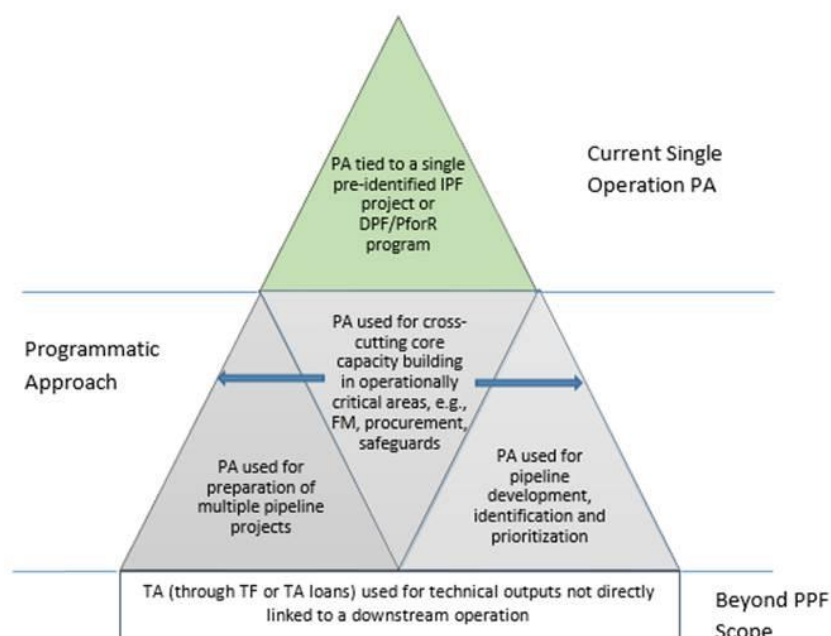 PA tied to a single
pre-identified IPF
project or
DPF/PforR
program
Current Single
Operation PA
Programmatic
Approach
PA used for cross-
cutting core
capacity building
in operationally
critical areas, e.g.,
FM, procurement,
safeguards
PA used for
preparation of
multiple pipeline
projects
PA used for
pipeline
development,
identification and
prioritization
TA (through TF or TA loans) used for technical outputs not directly
linked to a downstream operation
Beyond PPF
Scope